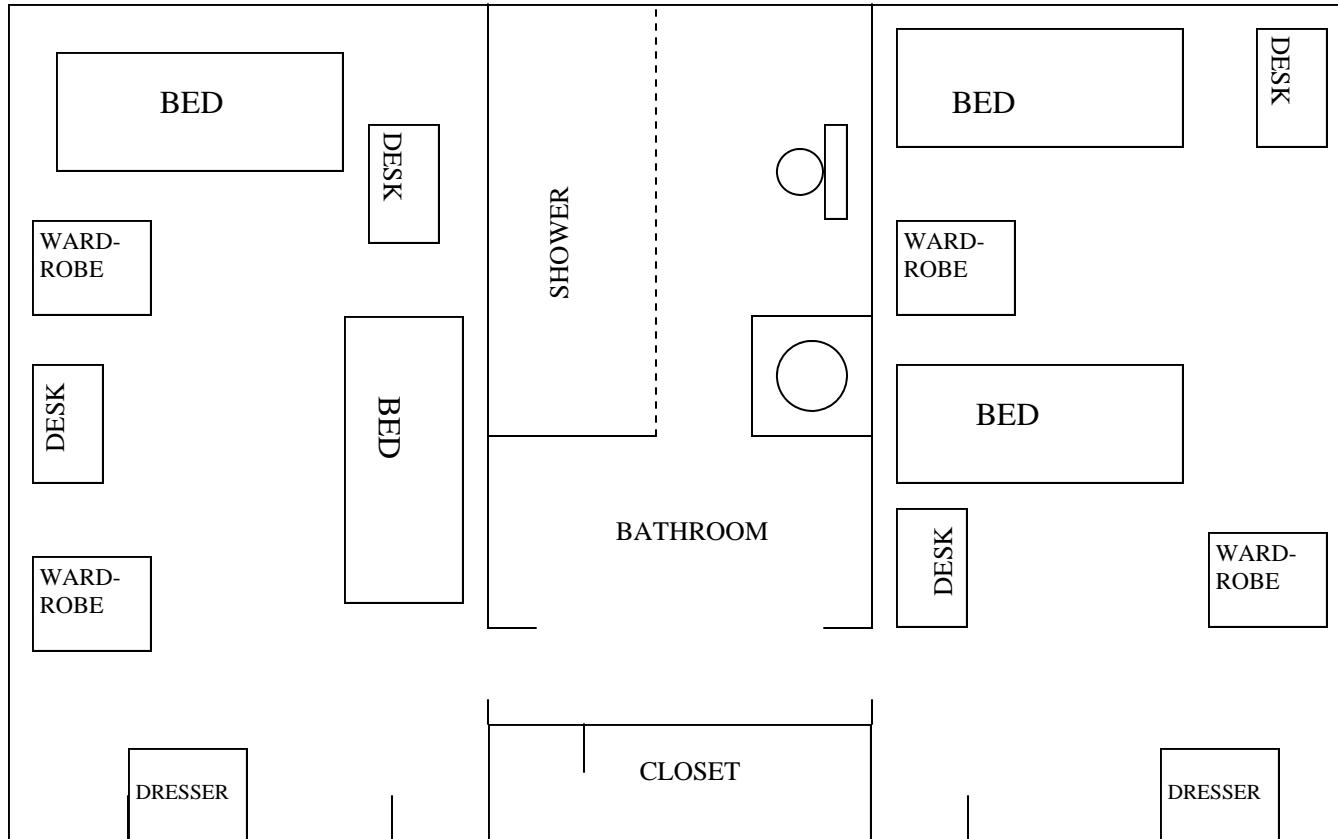 BED
DESK
WARD-
ROBE
DESK
BED
WARD-
ROBE
DRESSER
SHOWER
BATHROOM
CLOSET
BED
DESK
WARD-
ROBE
BED
DESK
WARD-
ROBE
DRESSER